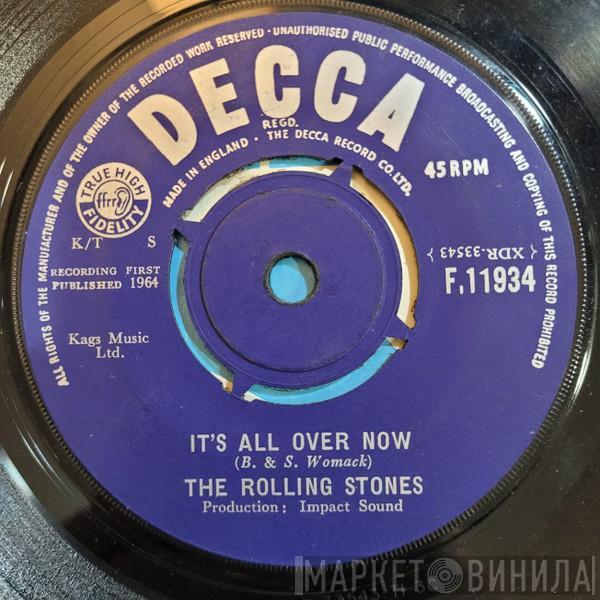 ALL RIGHTS OF THE MANUFACTURER AND OF THE OWNER OF THE RECORDED WORK RESERVED · UNAUTHORISED PUBLIC PERFORMANCE BROADCASTING AND COPYING OF THIS RECORD PROHIBITED
DECCA
REGD.
MADE IN ENGLAND · THE DECCA RECORD CO. LTD.
TRUE HIGH
ffrr
FIDELITY
45 RPM
K/T S
RECORDING FIRST
PUBLISHED 1964
{ XDR-33543 }
F.11934
Kags Music
Ltd.
IT'S ALL OVER NOW
(B. & S. Womack)
THE ROLLING STONES
Production: Impact Sound
МАРКЕТ ВИНИЛА